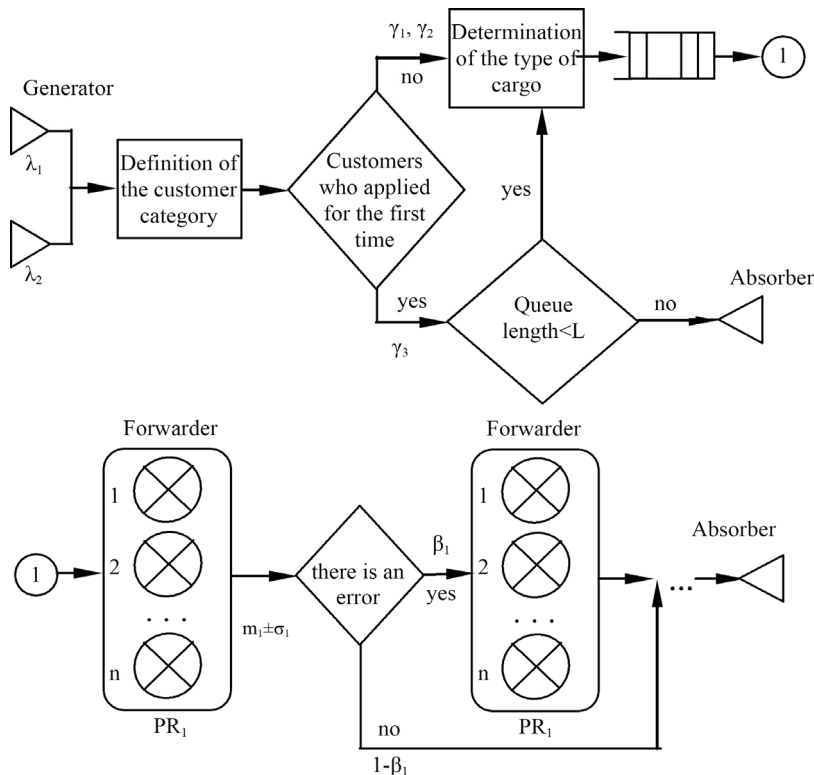 Generator
λ1
λ2
Definition of
the customer
category
Customers
who applied
for the first
time
γ1, γ2
no
Determination
of the type of
cargo
1
yes
γ3
yes
Queue
length<L
no
Absorber
1
Forwarder
1
2
. . .
n
PR1
m1±σ1
there is an
error
β1
yes
no
1-β1
Forwarder
1
2
. . .
n
PR1
...
Absorber